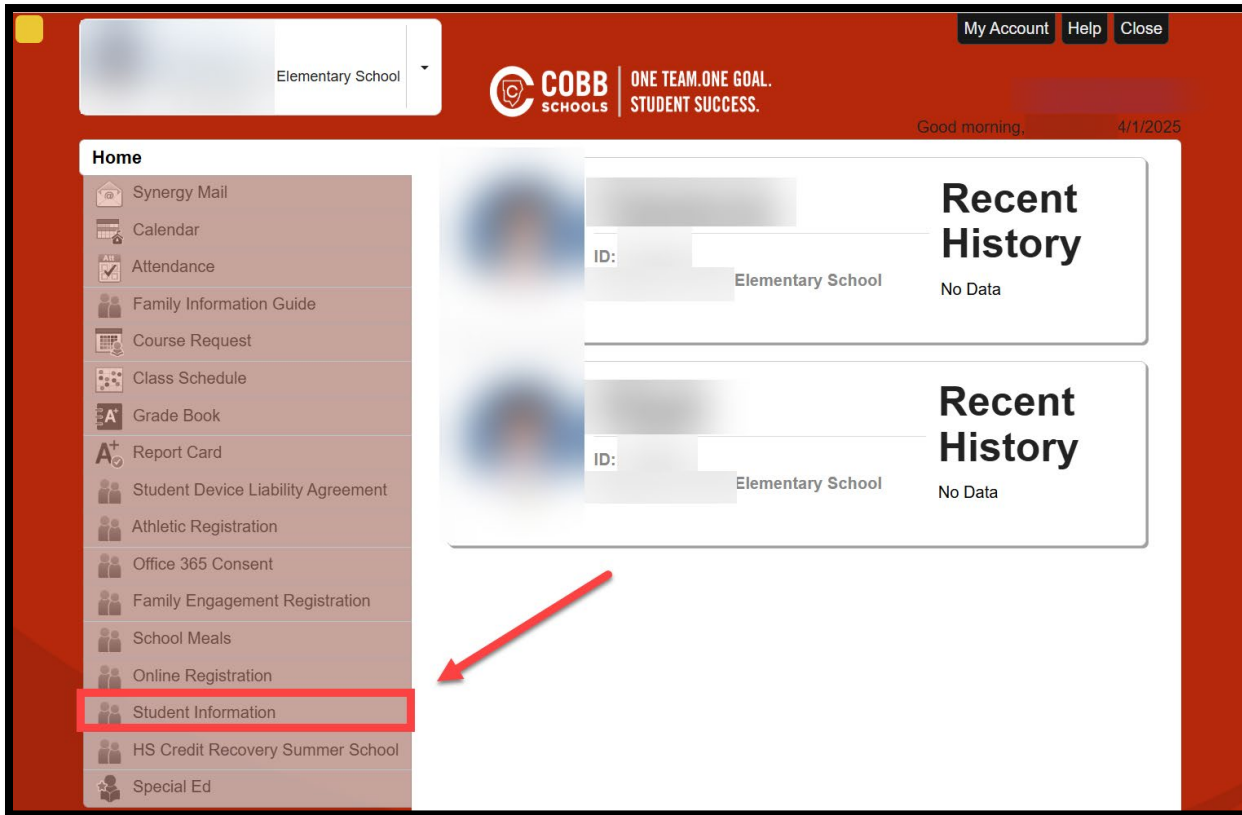 My Account Help Close
Elementary School
COBB
SCHOOLS
ONE TEAM.ONE GOAL.
STUDENT SUCCESS.
Good morning, 4/1/2025
Home
Synergy Mail
Calendar
Att
Attendance
Family Information Guide
Course Request
Class Schedule
A+ Grade Book
A+ Report Card
Student Device Liability Agreement
Athletic Registration
Office 365 Consent
Family Engagement Registration
School Meals
Online Registration
Student Information
HS Credit Recovery Summer School
Special Ed
ID:
Elementary School
Recent
History
No Data
ID:
Elementary School
Recent
History
No Data